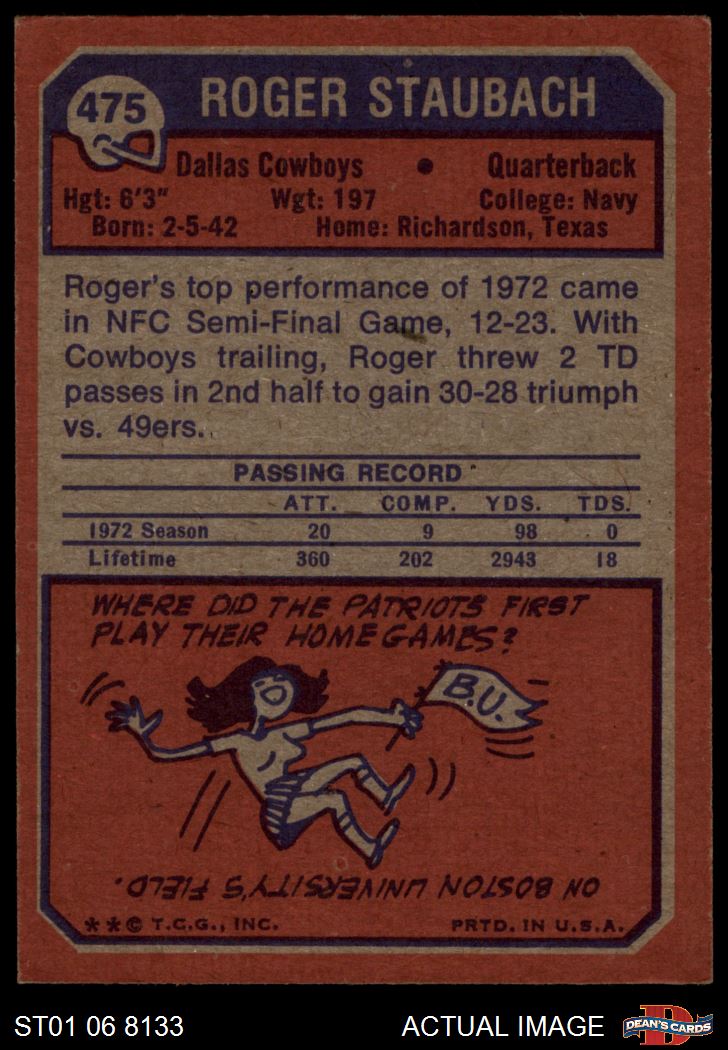 475
ROGER STAUBACH
Dallas Cowboys • Quarterback
Hgt: 6'3" Wgt: 197 College: Navy
Born: 2-5-42 Home: Richardson, Texas
Roger's top performance of 1972 came
in NFC Semi-Final Game, 12-23. With
Cowboys trailing, Roger threw 2 TD
passes in 2nd half to gain 30-28 triumph
vs. 49ers.
PASSING RECORD
ATT. COMP. YDS. TDS.
1972 Season 20 9 98 0
Lifetime 360 202 2943 18
WHERE DID THE PATRIOTS FIRST
PLAY THEIR HOME GAMES?
B.U.
ON BOSTON UNIVERSITY'S FIELD.
**© T.C.G., INC. PRTD. IN U.S.A.
ST01 06 8133 ACTUAL IMAGE
D
DEAN'S CARDS